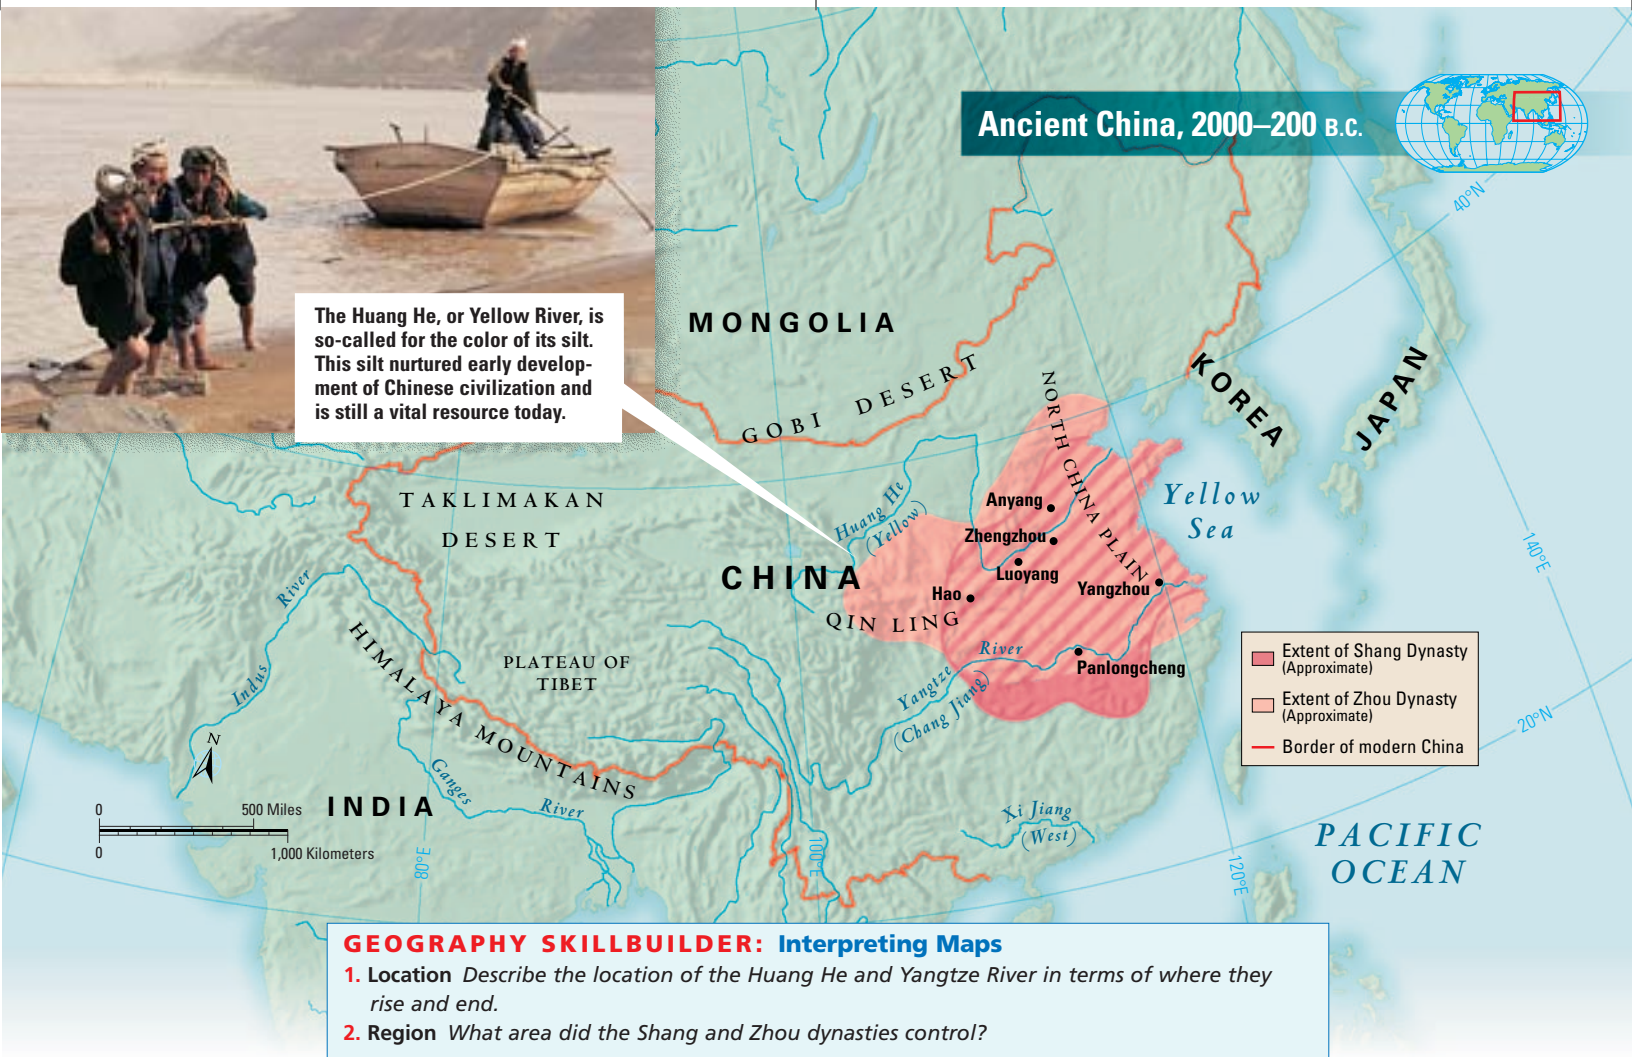 Ancient China, 2000–200 B.C.
The Huang He, or Yellow River, is
so-called for the color of its silt.
This silt nurtured early develop-
ment of Chinese civilization and
is still a vital resource today.
40°N
MONGOLIA
GOBI DESERT
KOREA
JAPAN
NORTH CHINA PLAIN
TAKLIMAKAN
DESERT
Huang He
(Yellow)
Anyang
Zhengzhou
Luoyang
Hao
Yangzhou
Panlongcheng
Yellow
Sea
140°E
CHINA
QIN LING
Indus River
HIMALAYA MOUNTAINS
PLATEAU OF
TIBET
Yangtze River
(Chang Jiang)
Extent of Shang Dynasty
(Approximate)
Extent of Zhou Dynasty
(Approximate)
Border of modern China
20°N
N
0 500 Miles
0 1,000 Kilometers
INDIA
Ganges River
80°E
100°E
120°E
Xi Jiang
(West)
PACIFIC
OCEAN
GEOGRAPHY SKILLBUILDER: Interpreting Maps
1. Location Describe the location of the Huang He and Yangtze River in terms of where they
rise and end.
2. Region What area did the Shang and Zhou dynasties control?